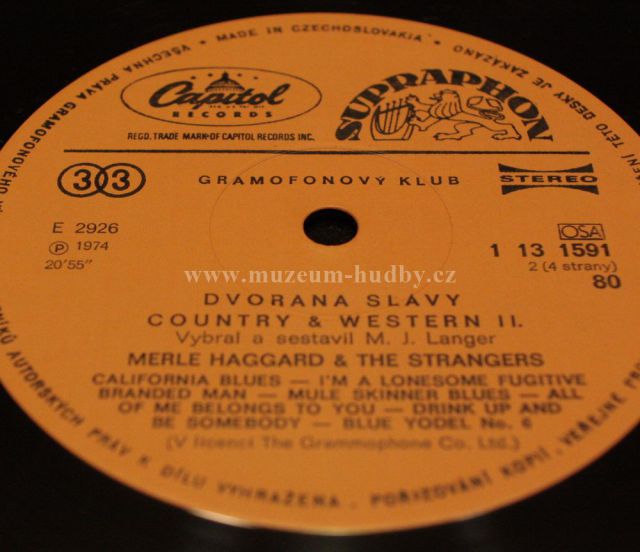 VŠECHNA PRÁVA GRAMOFONOVÉHO
• MADE IN CZECHOSLOVAKIA •
ENÍ TÉTO DESKY JE ZAKÁZÁNO
Capitol
RECORDS
REGD. TRADE MARK•OF CAPITOL RECORDS INC.
SUPRAPHON
33
GRAMOFONOVÝ KLUB
STEREO
E 2926
Ⓟ 1974
20'55"
OSA
1 13 1591
2 (4 strany)
80
www.muzeum-hudby.cz
DVORANA SLÁVY
COUNTRY & WESTERN II.
Vybral a sestavil M. J. Langer
MERLE HAGGARD & THE STRANGERS
CALIFORNIA BLUES — I'M A LONESOME FUGITIVE
BRANDED MAN — MULE SKINNER BLUES — ALL
OF ME BELONGS TO YOU — DRINK UP AND
BE SOMEBODY — BLUE YODEL No. 6
(V licenci The Grammophone Co. Ltd.)
NÍKŮ AUTORSKÝCH PRÁV K DÍLU VYHRAŽENA. POŘIZOVÁNÍ KOPIÍ, VEŘEJNÉ